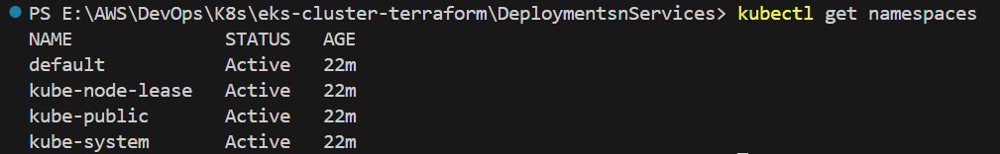 PS E:\AWS\DevOps\K8s\eks-cluster-terraform\DeploymentsnServices> kubectl get namespaces
NAME STATUS AGE
default Active 22m
kube-node-lease Active 22m
kube-public Active 22m
kube-system Active 22m